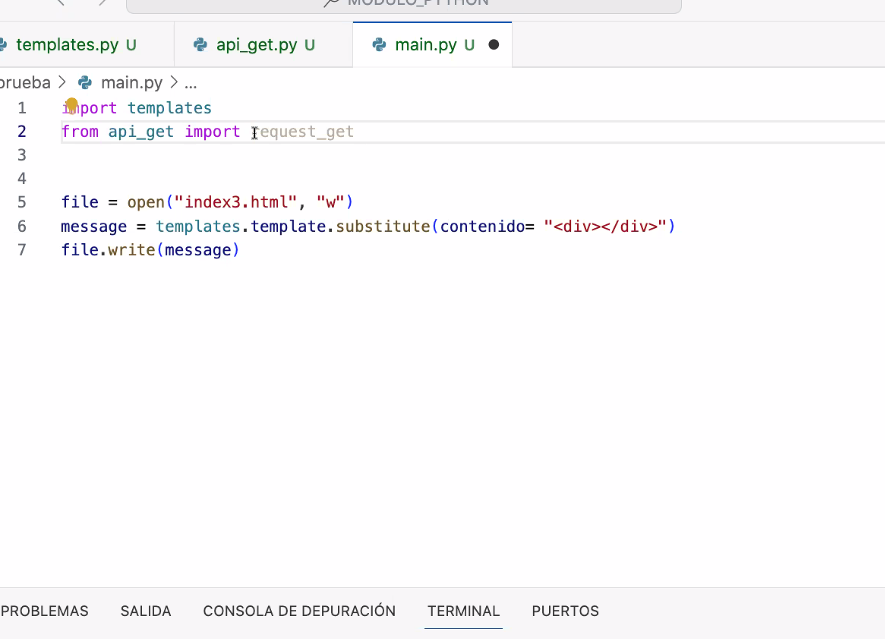 MODULO_PYTHON
templates.py U
api_get.py U
main.py U
prueba > main.py > ...
1 import templates
2 from api_get import request_get
3
4
5 file = open("index3.html", "w")
6 message = templates.template.substitute(contenido= "<div></div>")
7 file.write(message)
PROBLEMAS SALIDA CONSOLA DE DEPURACIÓN TERMINAL PUERTOS